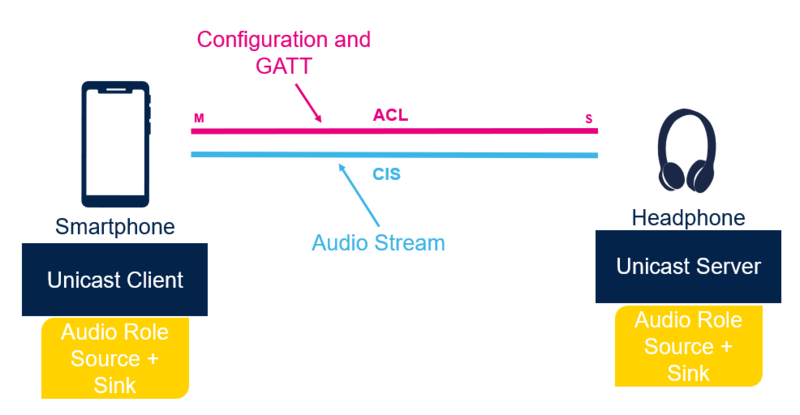 Configuration and
GATT
M
ACL
S
CIS
Audio Stream
Smartphone
Unicast Client
Audio Role
Source +
Sink
Headphone
Unicast Server
Audio Role
Source +
Sink